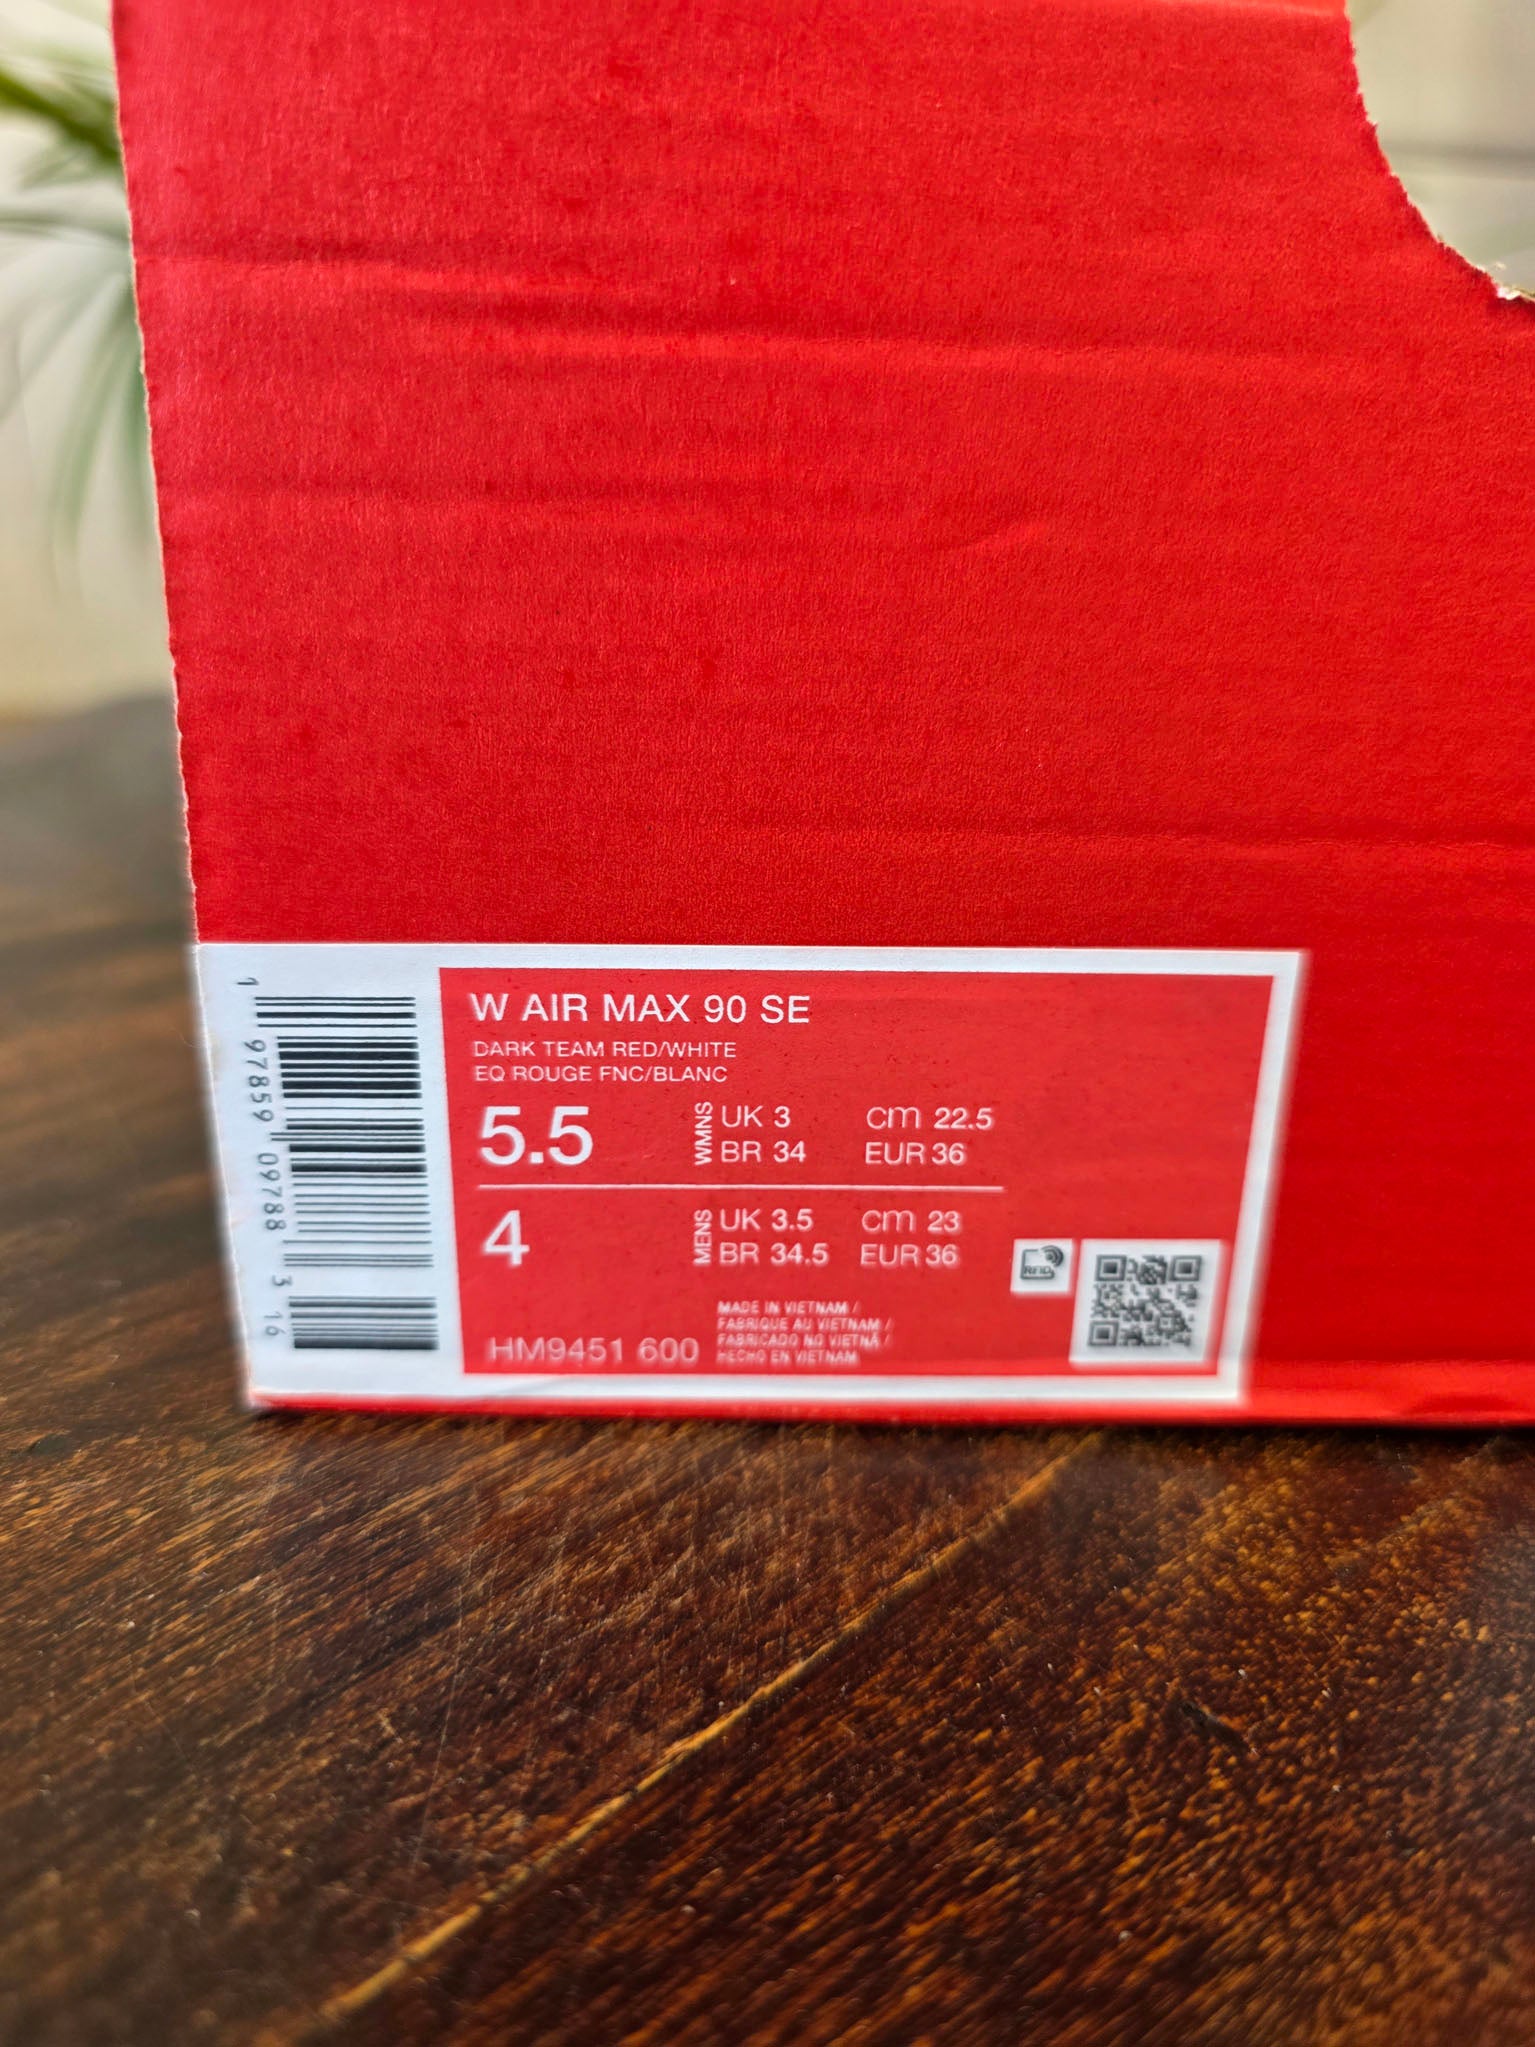 W AIR MAX 90 SE
DARK TEAM RED/WHITE
EQ ROUGE FNC/BLANC
5.5 WMNS UK 3 cm 22.5
BR 34 EUR 36
4 MENS UK 3.5 cm 23
BR 34.5 EUR 36
RFID
HM9451 600
MADE IN VIETNAM /
FABRIQUE AU VIETNAM /
FABRICADO NO VIETNÃ /
HECHO EN VIETNAM
1 97859 09788 3 16